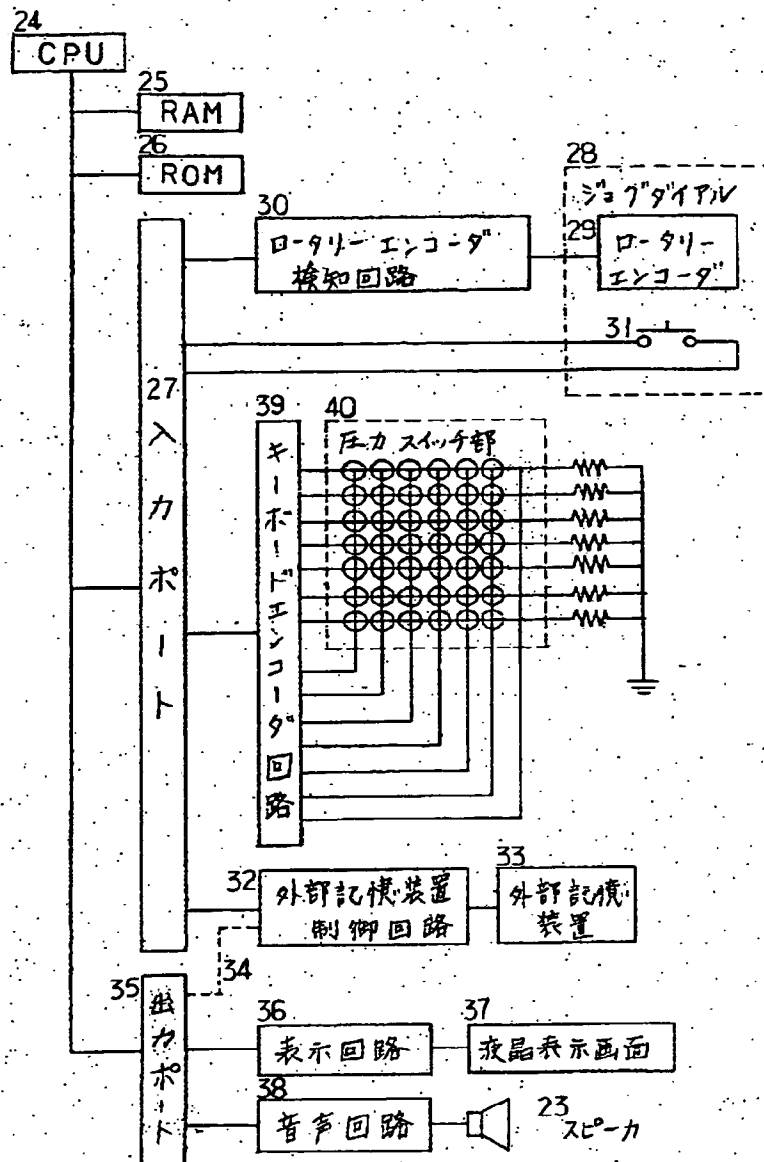 24
CPU
25
RAM
26
ROM
28
ジョグダイアル
30
ロータリーエンコーダ
検知回路
29
ロータリー
エンコーダ
31
27
入力ポート
39
キーボードエンコーダ回路
40
圧力スイッチ部
32
外部記憶装置
制御回路
33
外部記憶
装置
34
35
出力ポート
36
表示回路
37
液晶表示画面
38
音声回路
23
スピーカ